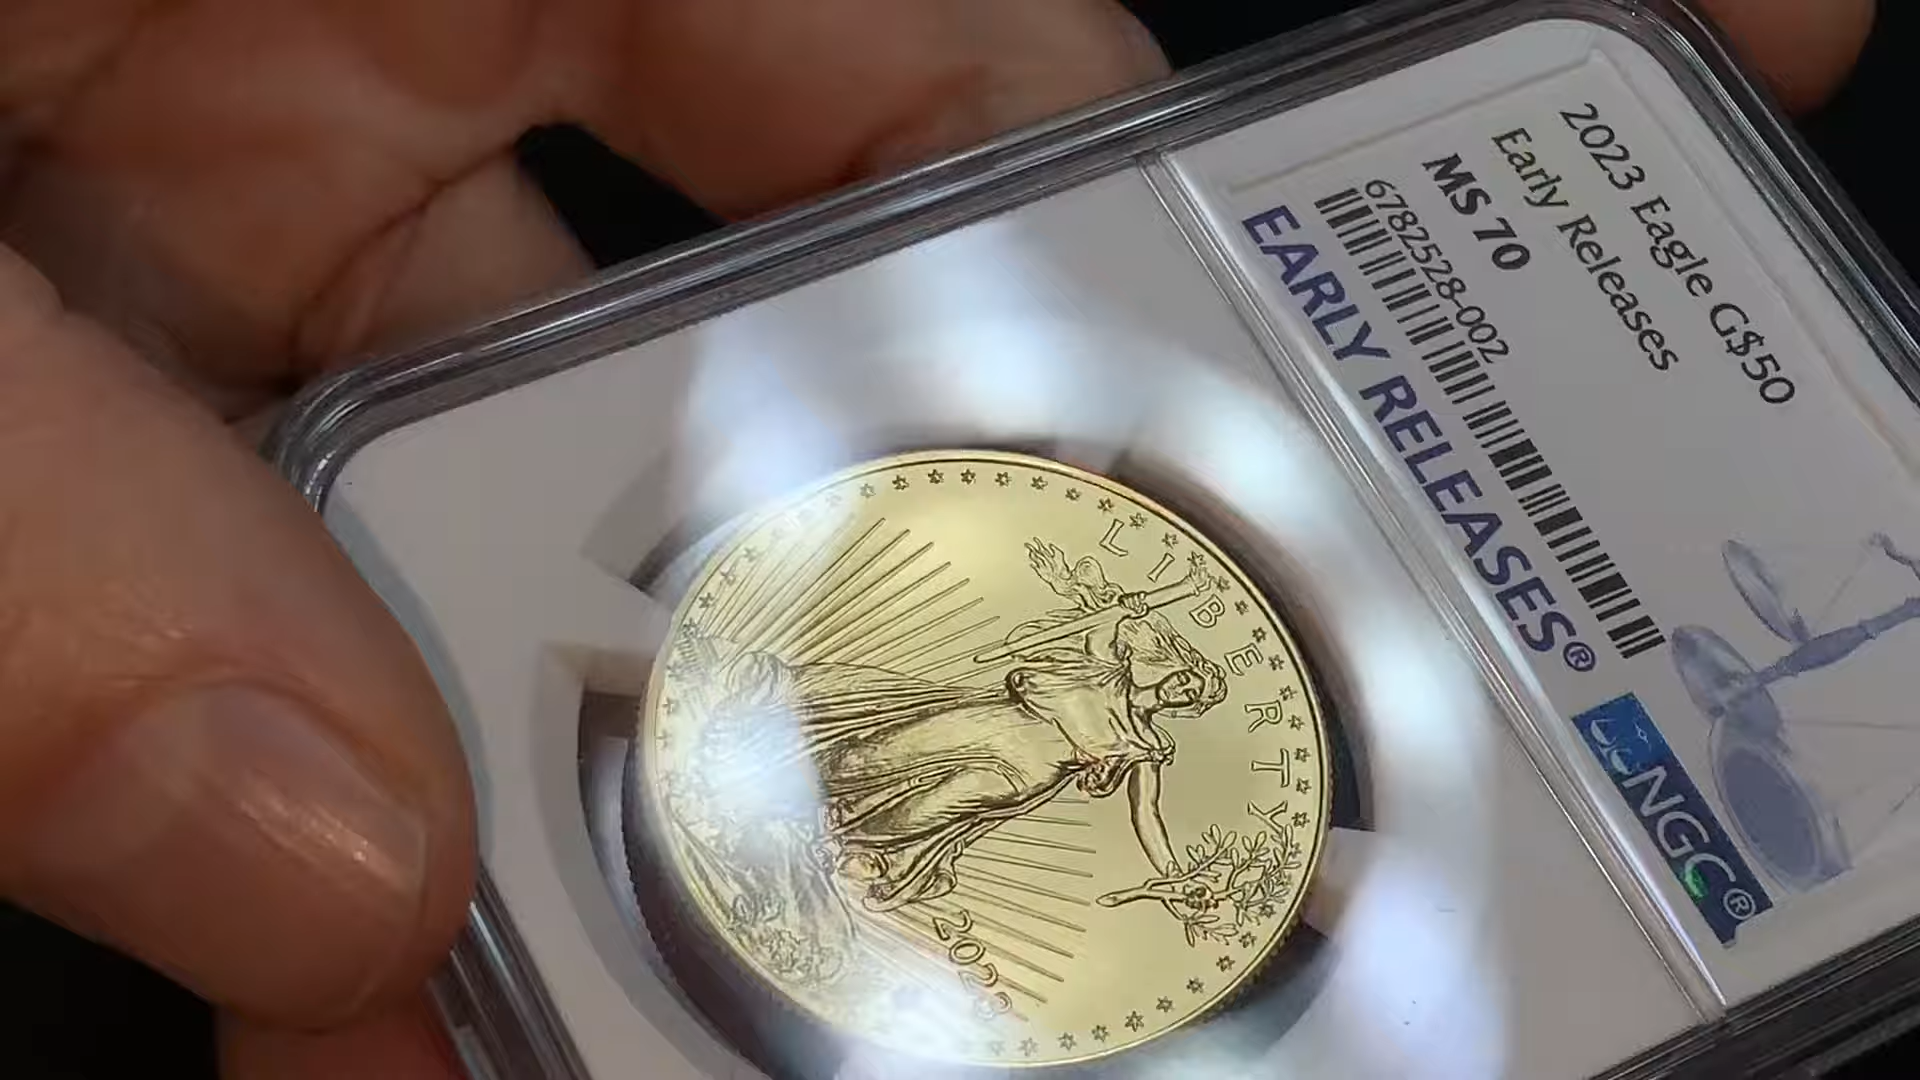 2023 Eagle G$50
Early Releases
MS 70
6782528-002
EARLY RELEASES®
NGC®
LIBERTY
2023